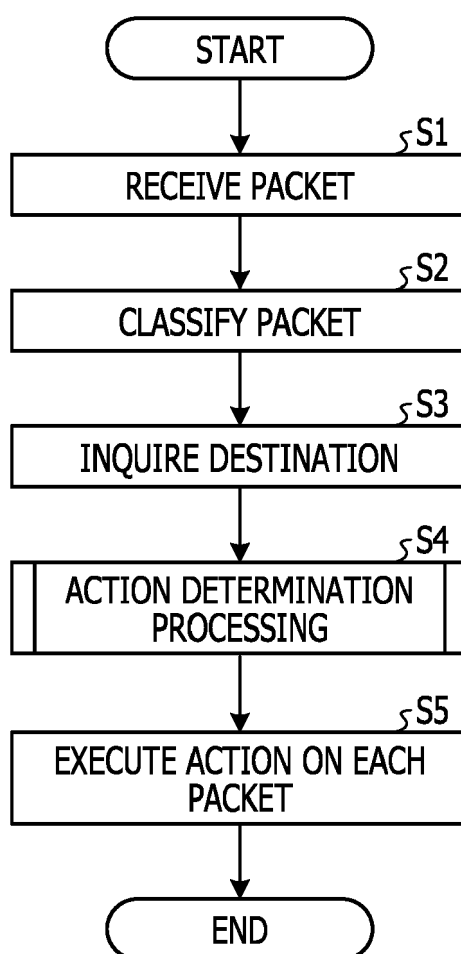 START
S1
RECEIVE PACKET
S2
CLASSIFY PACKET
S3
INQUIRE DESTINATION
S4
ACTION DETERMINATION
PROCESSING
S5
EXECUTE ACTION ON EACH
PACKET
END